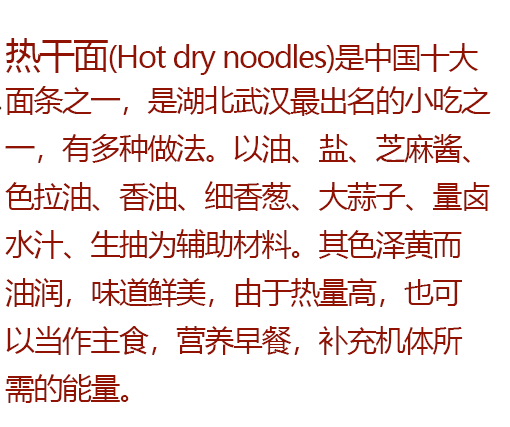 热干面(Hot dry noodles)是中国十大
面条之一，是湖北武汉最出名的小吃之
一，有多种做法。以油、盐、芝麻酱、
色拉油、香油、细香葱、大蒜子、量卤
水汁、生抽为辅助材料。其色泽黄而
油润，味道鲜美，由于热量高，也可
以当作主食，营养早餐，补充机体所
需的能量。